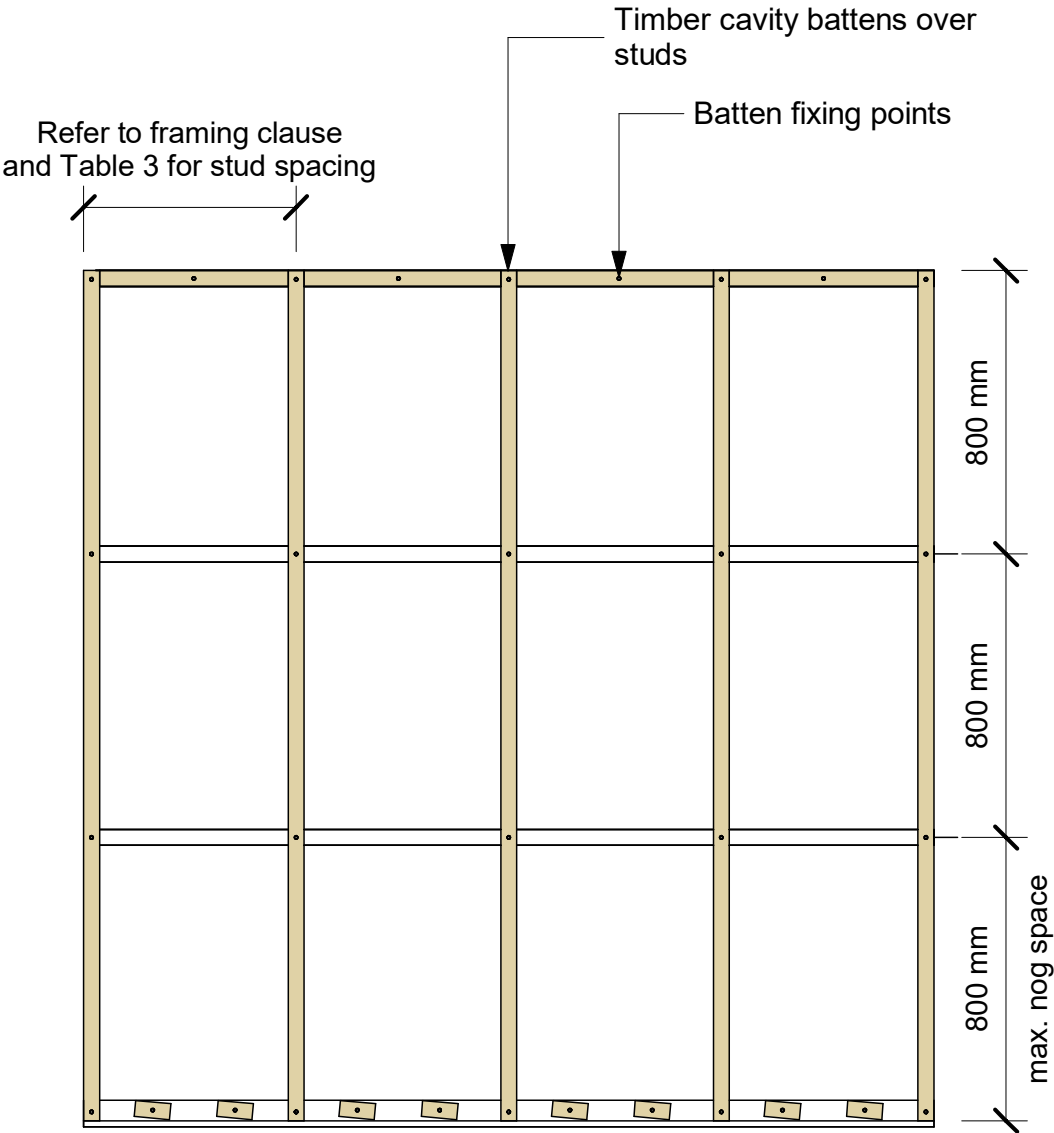 Timber cavity battens over
studs
Batten fixing points
Refer to framing clause
and Table 3 for stud spacing
800 mm
800 mm
800 mm
max. nog space